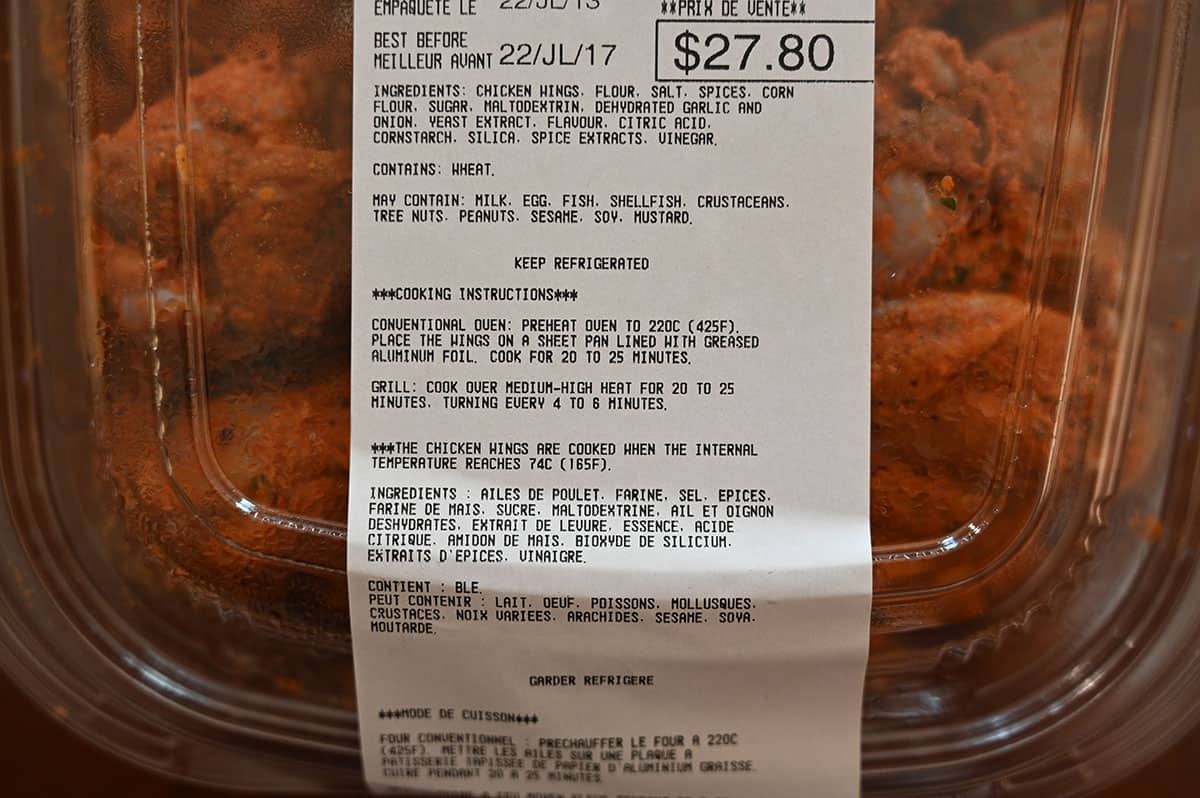 EMPAQUETÉ LE 22/JL/13 **PRIX DE VENTE**
BEST BEFORE
MEILLEUR AVANT 22/JL/17 $27.80
INGREDIENTS: CHICKEN WINGS, FLOUR, SALT, SPICES, CORN
FLOUR, SUGAR, MALTODEXTRIN, DEHYDRATED GARLIC AND
ONION, YEAST EXTRACT, FLAVOUR, CITRIC ACID,
CORNSTARCH, SILICA, SPICE EXTRACTS, VINEGAR.
CONTAINS: WHEAT.
MAY CONTAIN: MILK, EGG, FISH, SHELLFISH, CRUSTACEANS,
TREE NUTS, PEANUTS, SESAME, SOY, MUSTARD.
KEEP REFRIGERATED
***COOKING INSTRUCTIONS***
CONVENTIONAL OVEN: PREHEAT OVEN TO 220C (425F).
PLACE THE WINGS ON A SHEET PAN LINED WITH GREASED
ALUMINUM FOIL. COOK FOR 20 TO 25 MINUTES.
GRILL: COOK OVER MEDIUM-HIGH HEAT FOR 20 TO 25
MINUTES, TURNING EVERY 4 TO 6 MINUTES.
***THE CHICKEN WINGS ARE COOKED WHEN THE INTERNAL
TEMPERATURE REACHES 74C (165F).
INGREDIENTS : AILES DE POULET, FARINE, SEL, EPICES,
FARINE DE MAIS, SUCRE, MALTODEXTRINE, AIL ET OIGNON
DESHYDRATES, EXTRAIT DE LEVURE, ESSENCE, ACIDE
CITRIQUE, AMIDON DE MAIS, BIOXYDE DE SILICIUM,
EXTRAITS D'EPICES, VINAIGRE.
CONTIENT : BLE.
PEUT CONTENIR : LAIT, OEUF, POISSONS, MOLLUSQUES,
CRUSTACES, NOIX VARIEES, ARACHIDES, SESAME, SOYA,
MOUTARDE.
GARDER REFRIGERE
***MODE DE CUISSON***
FOUR CONVENTIONNEL : PRECHAUFFER LE FOUR A 220C
(425F). METTRE LES AILES SUR UNE PLAQUE A
PATISSERIE TAPISSEE DE PAPIER D'ALUMINIUM GRAISSE.
CUIRE PENDANT 20 A 25 MINUTES.